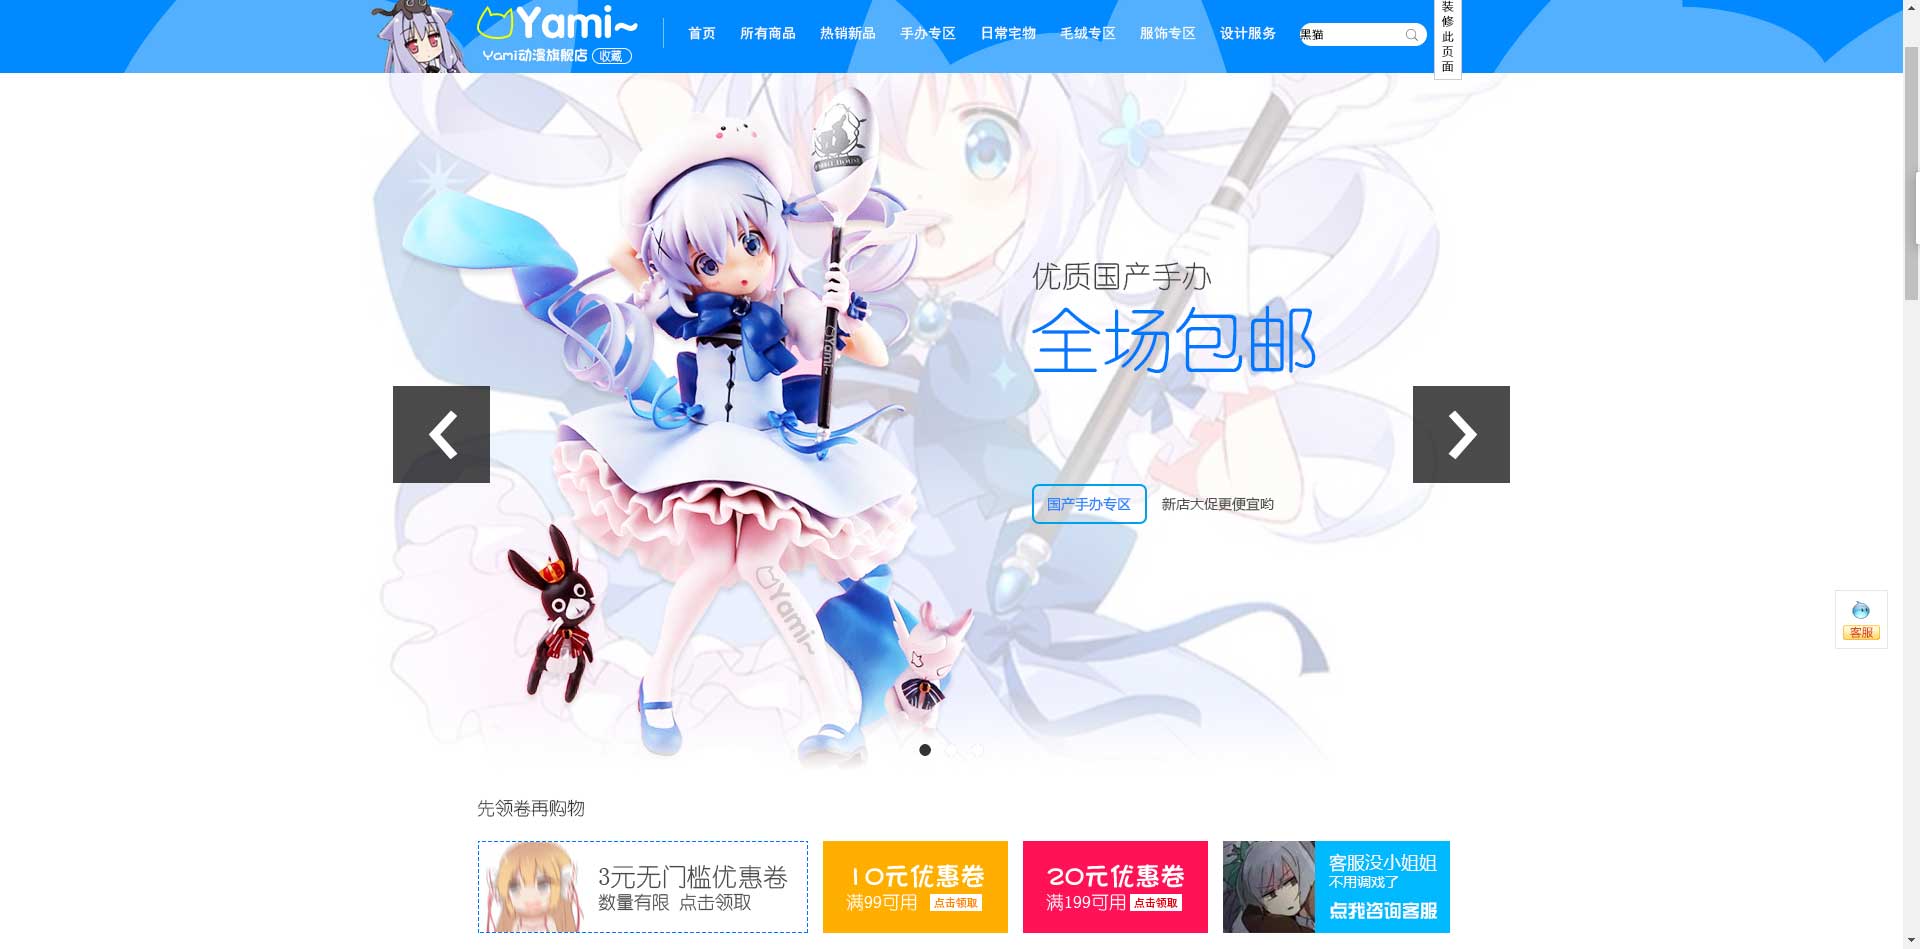 Yami~
Yami动漫旗舰店 收藏
首页 所有商品 热销新品 手办专区 日常宅物 毛绒专区 服饰专区 设计服务
黑猫
装修此页面
RABBIT HOUSE
Yami~
优质国产手办
全场包邮
国产手办专区 新店大促更便宜哟
Yami~
客服
先领卷再购物
3元无门槛优惠卷
数量有限 点击领取
10元优惠卷
满99可用 点击领取
20元优惠卷
满199可用 点击领取
客服没小姐姐
不用调戏了
点我咨询客服